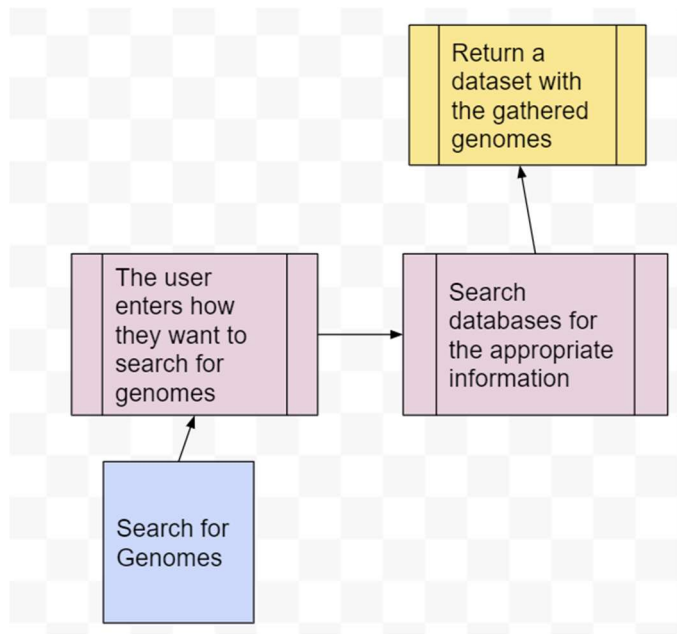 Return a
dataset with
the gathered
genomes
The user
enters how
they want to
search for
genomes
Search
databases for
the appropriate
information
Search for
Genomes